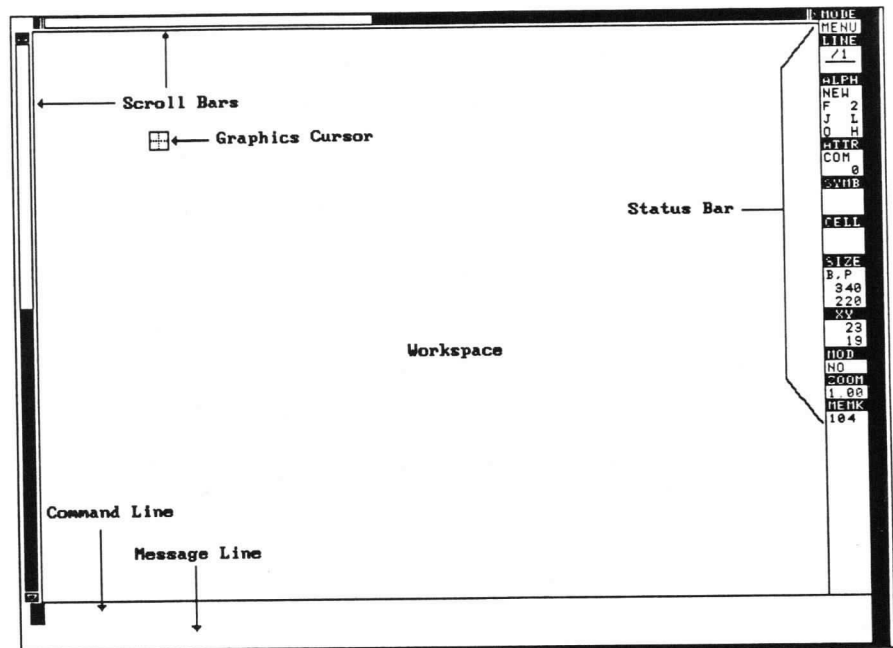 MODE
MENU
LINE
/1
Scroll Bars
Graphics Cursor
ALPH
NEW
F 2
J L
Q H
ATTR
COM
0
SYMB
Status Bar
CELL
SIZE
B,P
340
220
XY
23
19
Workspace
MOD
NO
ZOOM
1.00
MEMK
104
Command Line
Message Line